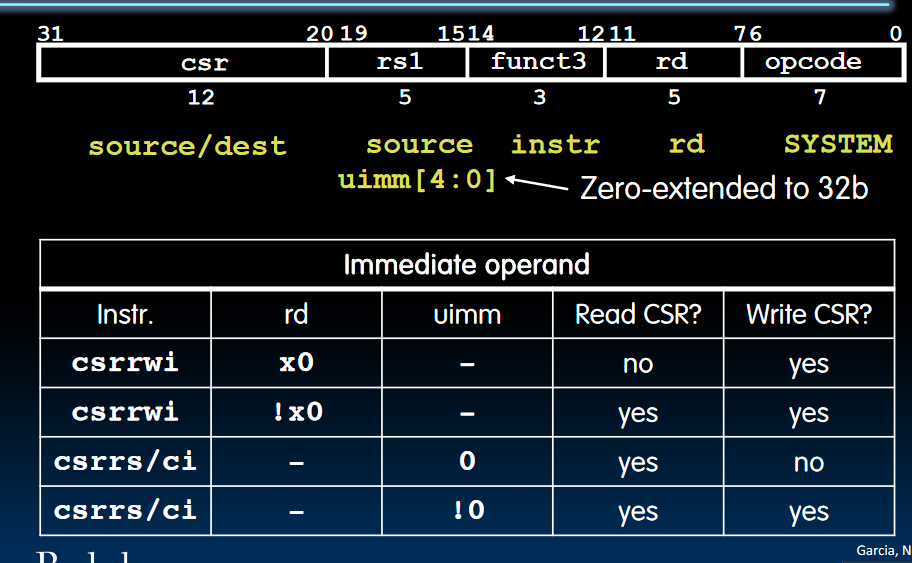 31 20 19 15 14 12 11 7 6 0
csr rs1 funct3 rd opcode
12 5 3 5 7
source/dest source instr rd SYSTEM
uimm[4:0] Zero-extended to 32b
Immediate operand
Instr. rd uimm Read CSR? Write CSR?
csrrwi x0 – no yes
csrrwi !x0 – yes yes
csrrs/ci – 0 yes no
csrrs/ci – !0 yes yes
Garcia, N